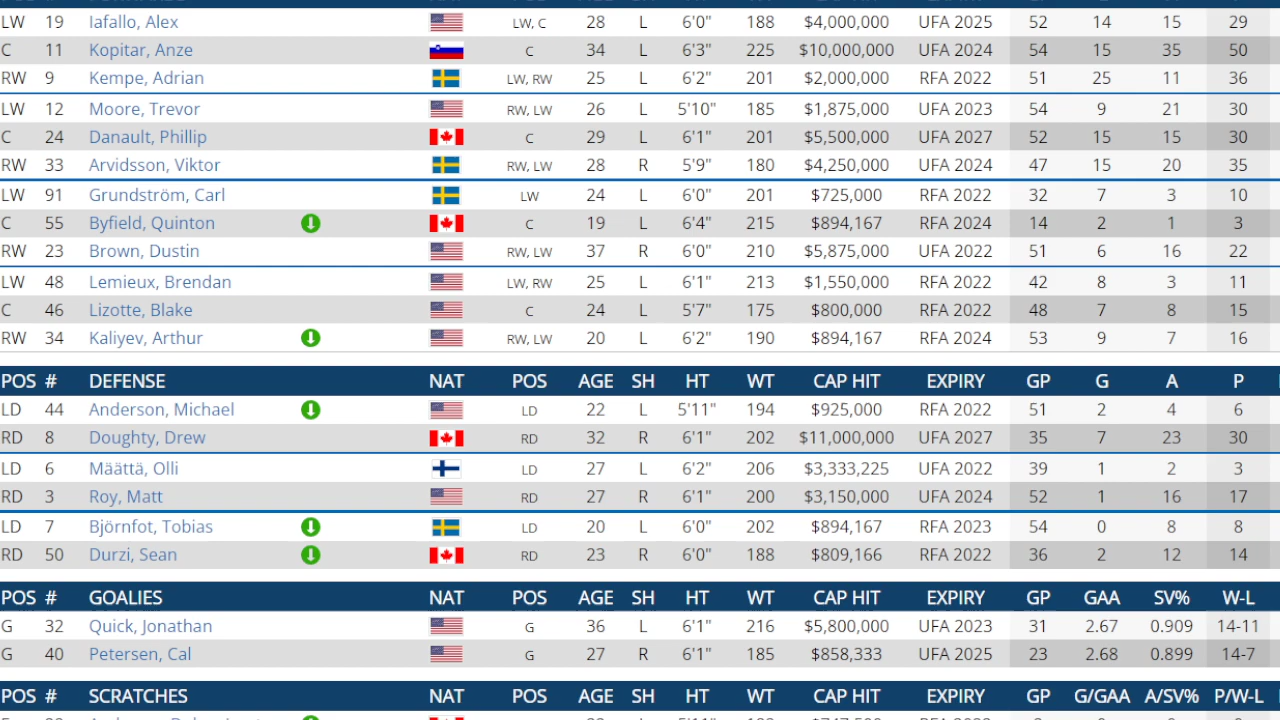 LW 19 Iafallo, Alex LW, C 28 L 6'0" 188 $4,000,000 UFA 2025 52 14 15 29
C 11 Kopitar, Anze C 34 L 6'3" 225 $10,000,000 UFA 2024 54 15 35 50
RW 9 Kempe, Adrian LW, RW 25 L 6'2" 201 $2,000,000 RFA 2022 51 25 11 36
LW 12 Moore, Trevor RW, LW 26 L 5'10" 185 $1,875,000 UFA 2023 54 9 21 30
C 24 Danault, Phillip C 29 L 6'1" 201 $5,500,000 UFA 2027 52 15 15 30
RW 33 Arvidsson, Viktor RW, LW 28 R 5'9" 180 $4,250,000 UFA 2024 47 15 20 35
LW 91 Grundström, Carl LW 24 L 6'0" 201 $725,000 RFA 2022 32 7 3 10
C 55 Byfield, Quinton C 19 L 6'4" 215 $894,167 RFA 2024 14 2 1 3
RW 23 Brown, Dustin RW, LW 37 R 6'0" 210 $5,875,000 UFA 2022 51 6 16 22
LW 48 Lemieux, Brendan LW, RW 25 L 6'1" 213 $1,550,000 RFA 2022 42 8 3 11
C 46 Lizotte, Blake C 24 L 5'7" 175 $800,000 RFA 2022 48 7 8 15
RW 34 Kaliyev, Arthur RW, LW 20 L 6'2" 190 $894,167 RFA 2024 53 9 7 16
POS # DEFENSE NAT POS AGE SH HT WT CAP HIT EXPIRY GP G A P
LD 44 Anderson, Michael LD 22 L 5'11" 194 $925,000 RFA 2022 51 2 4 6
RD 8 Doughty, Drew RD 32 R 6'1" 202 $11,000,000 UFA 2027 35 7 23 30
LD 6 Määttä, Olli LD 27 L 6'2" 206 $3,333,225 UFA 2022 39 1 2 3
RD 3 Roy, Matt RD 27 R 6'1" 200 $3,150,000 UFA 2024 52 1 16 17
LD 7 Björnfot, Tobias LD 20 L 6'0" 202 $894,167 RFA 2023 54 0 8 8
RD 50 Durzi, Sean RD 23 R 6'0" 188 $809,166 RFA 2022 36 2 12 14
POS # GOALIES NAT POS AGE SH HT WT CAP HIT EXPIRY GP GAA SV% W-L
G 32 Quick, Jonathan G 36 L 6'1" 216 $5,800,000 UFA 2023 31 2.67 0.909 14-11
G 40 Petersen, Cal G 27 R 6'1" 185 $858,333 UFA 2025 23 2.68 0.899 14-7
POS # SCRATCHES NAT POS AGE SH HT WT CAP HIT EXPIRY GP G/GAA A/SV% P/W-L